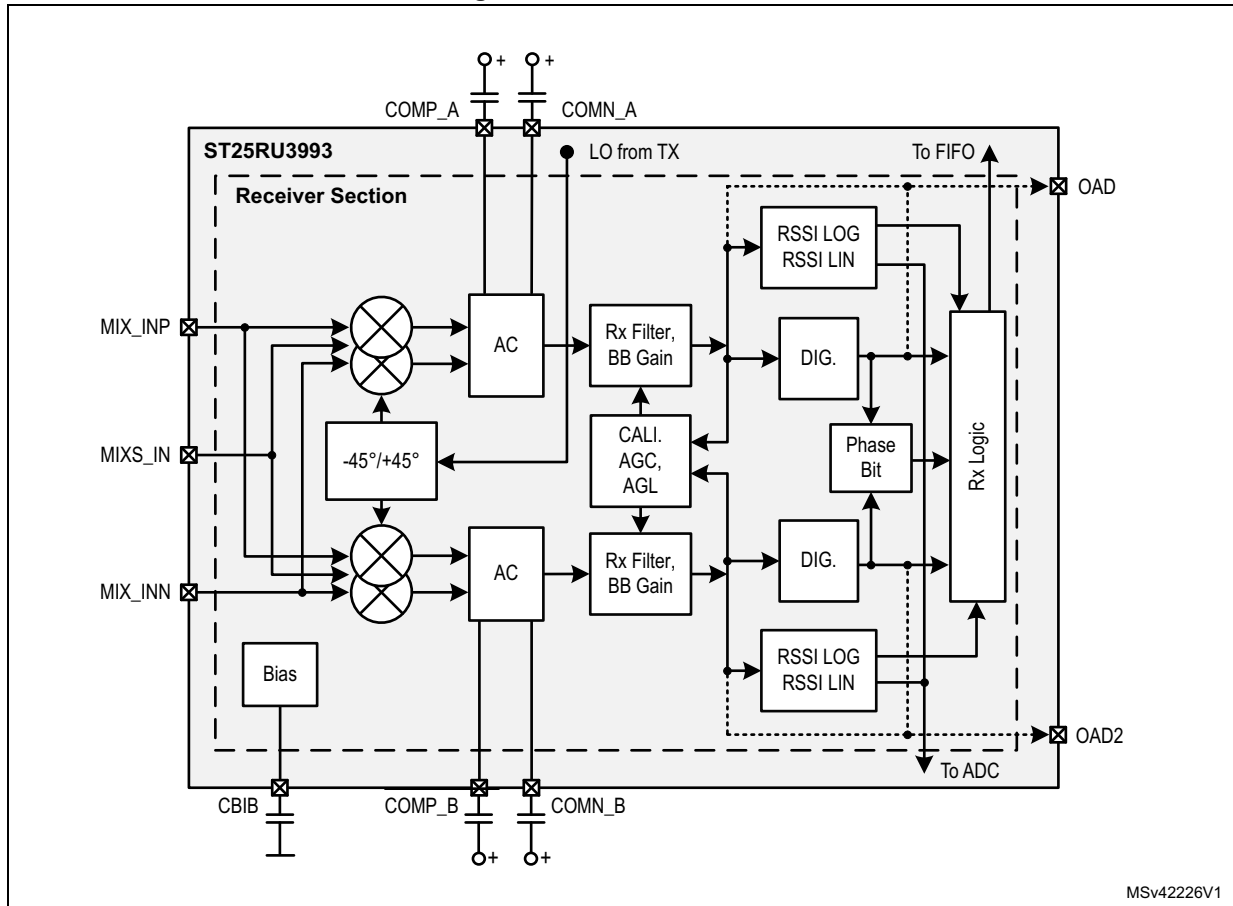 COMP_A
COMN_A
ST25RU3993
LO from TX
To FIFO
OAD
Receiver Section
RSSI LOG
RSSI LIN
MIX_INP
AC
Rx Filter,
BB Gain
DIG.
MIXS_IN
-45°/+45°
CALI.
AGC,
AGL
Phase
Bit
Rx Logic
MIX_INN
AC
Rx Filter,
BB Gain
DIG.
Bias
RSSI LOG
RSSI LIN
OAD2
To ADC
CBIB
COMP_B
COMN_B
MSv42226V1